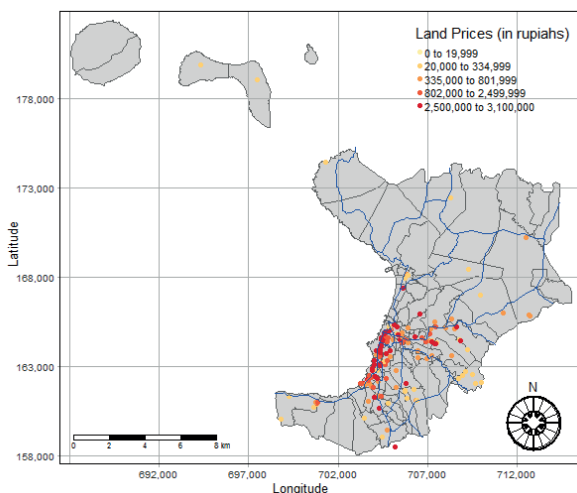 Land Prices (in rupiahs)
0 to 19,999
20,000 to 334,999
335,000 to 801,999
802,000 to 2,499,999
2,500,000 to 3,100,000
178,000
173,000
168,000
163,000
158,000
Latitude
N
0 2 4 6 8 km
692,000 697,000 702,000 707,000 712,000
Longitude